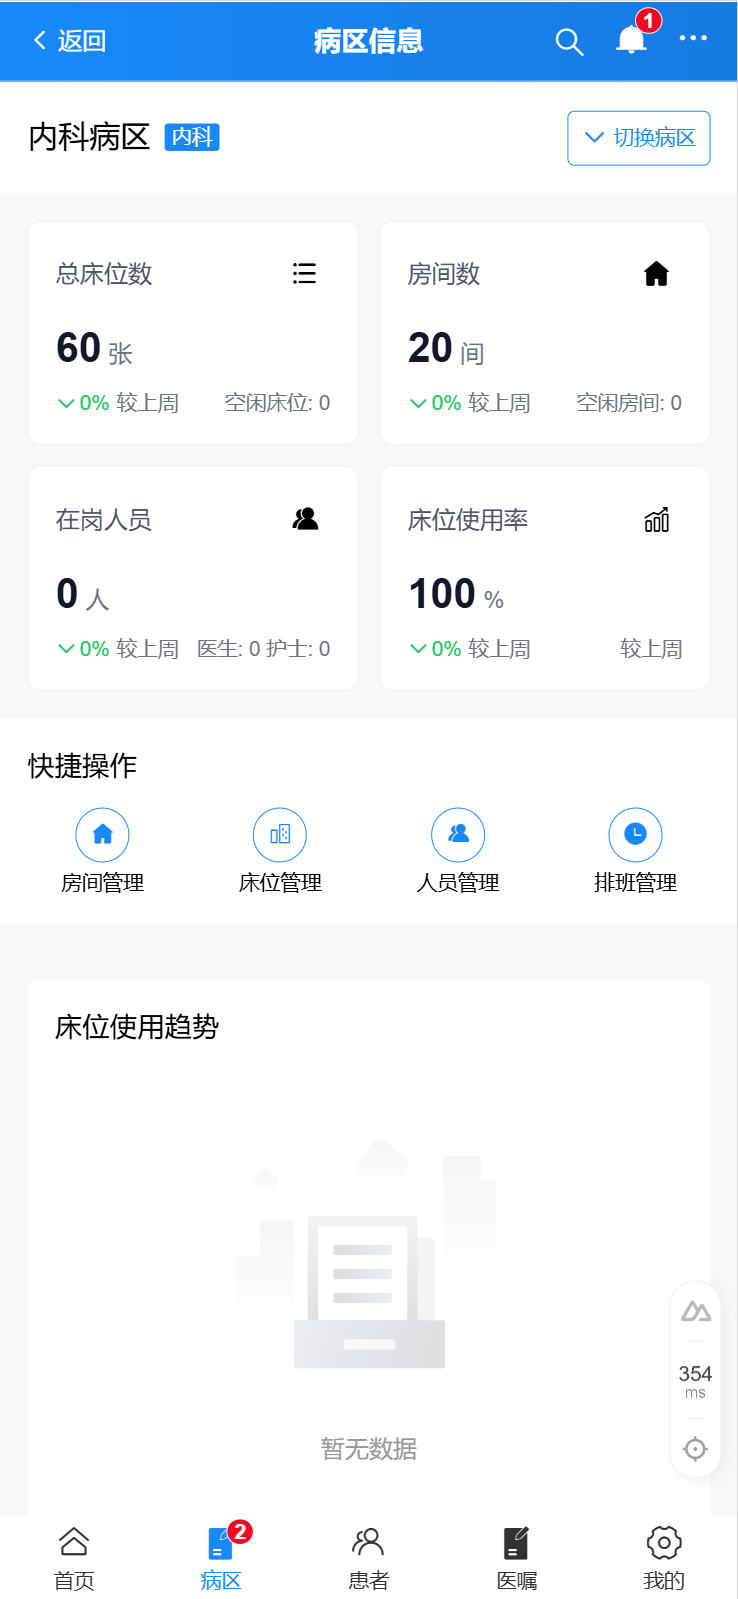 返回 病区信息 1
内科病区 内科 切换病区
总床位数
60 张
0% 较上周 空闲床位: 0
房间数
20 间
0% 较上周 空闲房间: 0
在岗人员
0 人
0% 较上周 医生: 0 护士: 0
床位使用率
100 %
0% 较上周 较上周
快捷操作
房间管理 床位管理 人员管理 排班管理
床位使用趋势
暂无数据
354
ms
2
首页 病区 患者 医嘱 我的